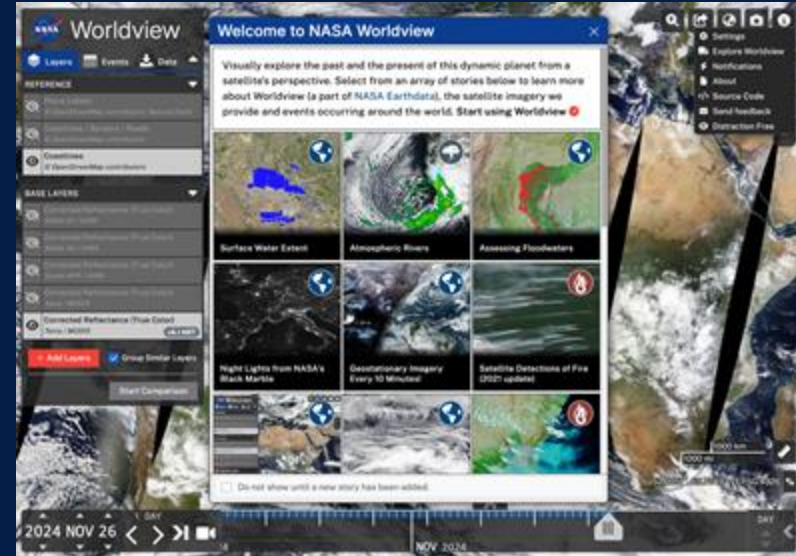 NASA
Worldview
Layers
Events
Data
REFERENCE
Coastlines
© OpenStreetMap contributors
BASE LAYERS
Corrected Reflectance (True Color)
Terra / MODIS
+ Add Layers
Group Similar Layers
Start Comparison
Welcome to NASA Worldview
Visually explore the past and the present of this dynamic planet from a
satellite's perspective. Select from an array of stories below to learn more
about Worldview (a part of NASA Earthdata), the satellite imagery we
provide and events occurring around the world. Start using Worldview
Surface Water Extent
Atmospheric Rivers
Assessing Floodwaters
Night Lights from NASA's
Black Marble
Geostationary Imagery
Every 10 Minutes!
Satellite Detections of Fire
(2021 update)
Do not show until a new story has been added.
Settings
Explore Worldview
Notifications
About
Source Code
Send feedback
Distraction Free
1000 km
1000 mi
2024 NOV 26
1 DAY
NOV 2024
DAY